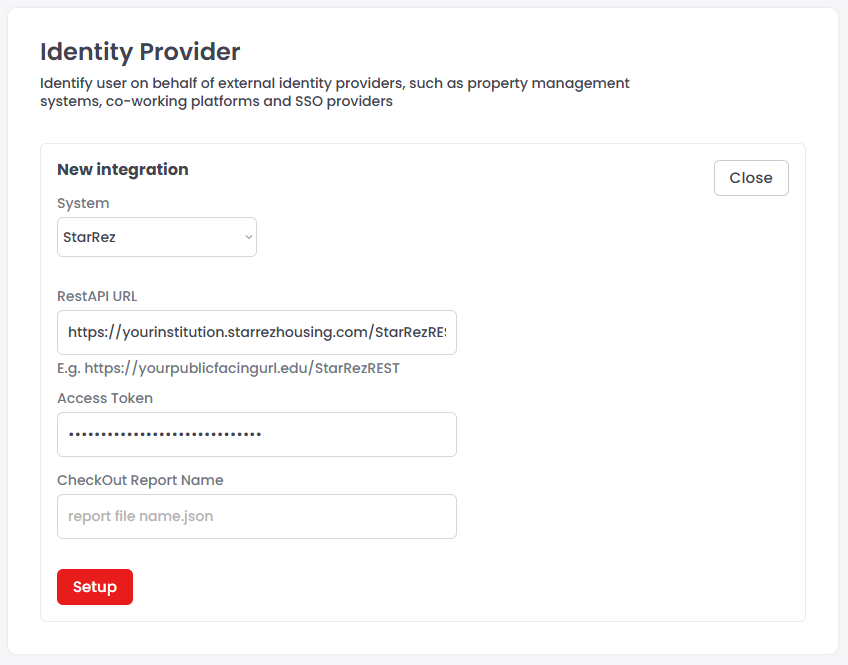 Identity Provider
Identify user on behalf of external identity providers, such as property management
systems, co-working platforms and SSO providers
New integration
Close
System
StarRez
RestAPI URL
https://yourinstitution.starrezhousing.com/StarRezRES
E.g. https://yourpublicfacingurl.edu/StarRezREST
Access Token
••••••••••••••••••••••••••••••
CheckOut Report Name
report file name.json
Setup